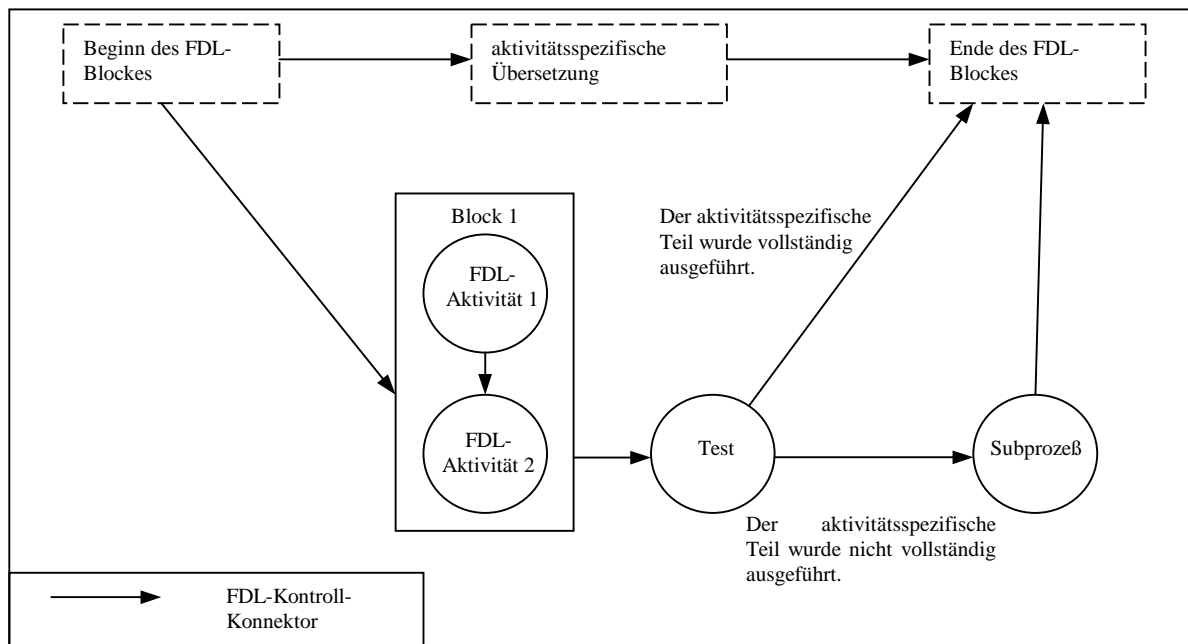 Beginn des FDL-
Blockes
aktivitätsspezifische
Übersetzung
Ende des FDL-
Blockes
Block 1
FDL-
Aktivität 1
FDL-
Aktivität 2
Der aktivitätsspezifische
Teil wurde vollständig
ausgeführt.
Test
Subprozeß
Der aktivitätsspezifische
Teil wurde nicht vollständig
ausgeführt.
FDL-Kontroll-
Konnektor